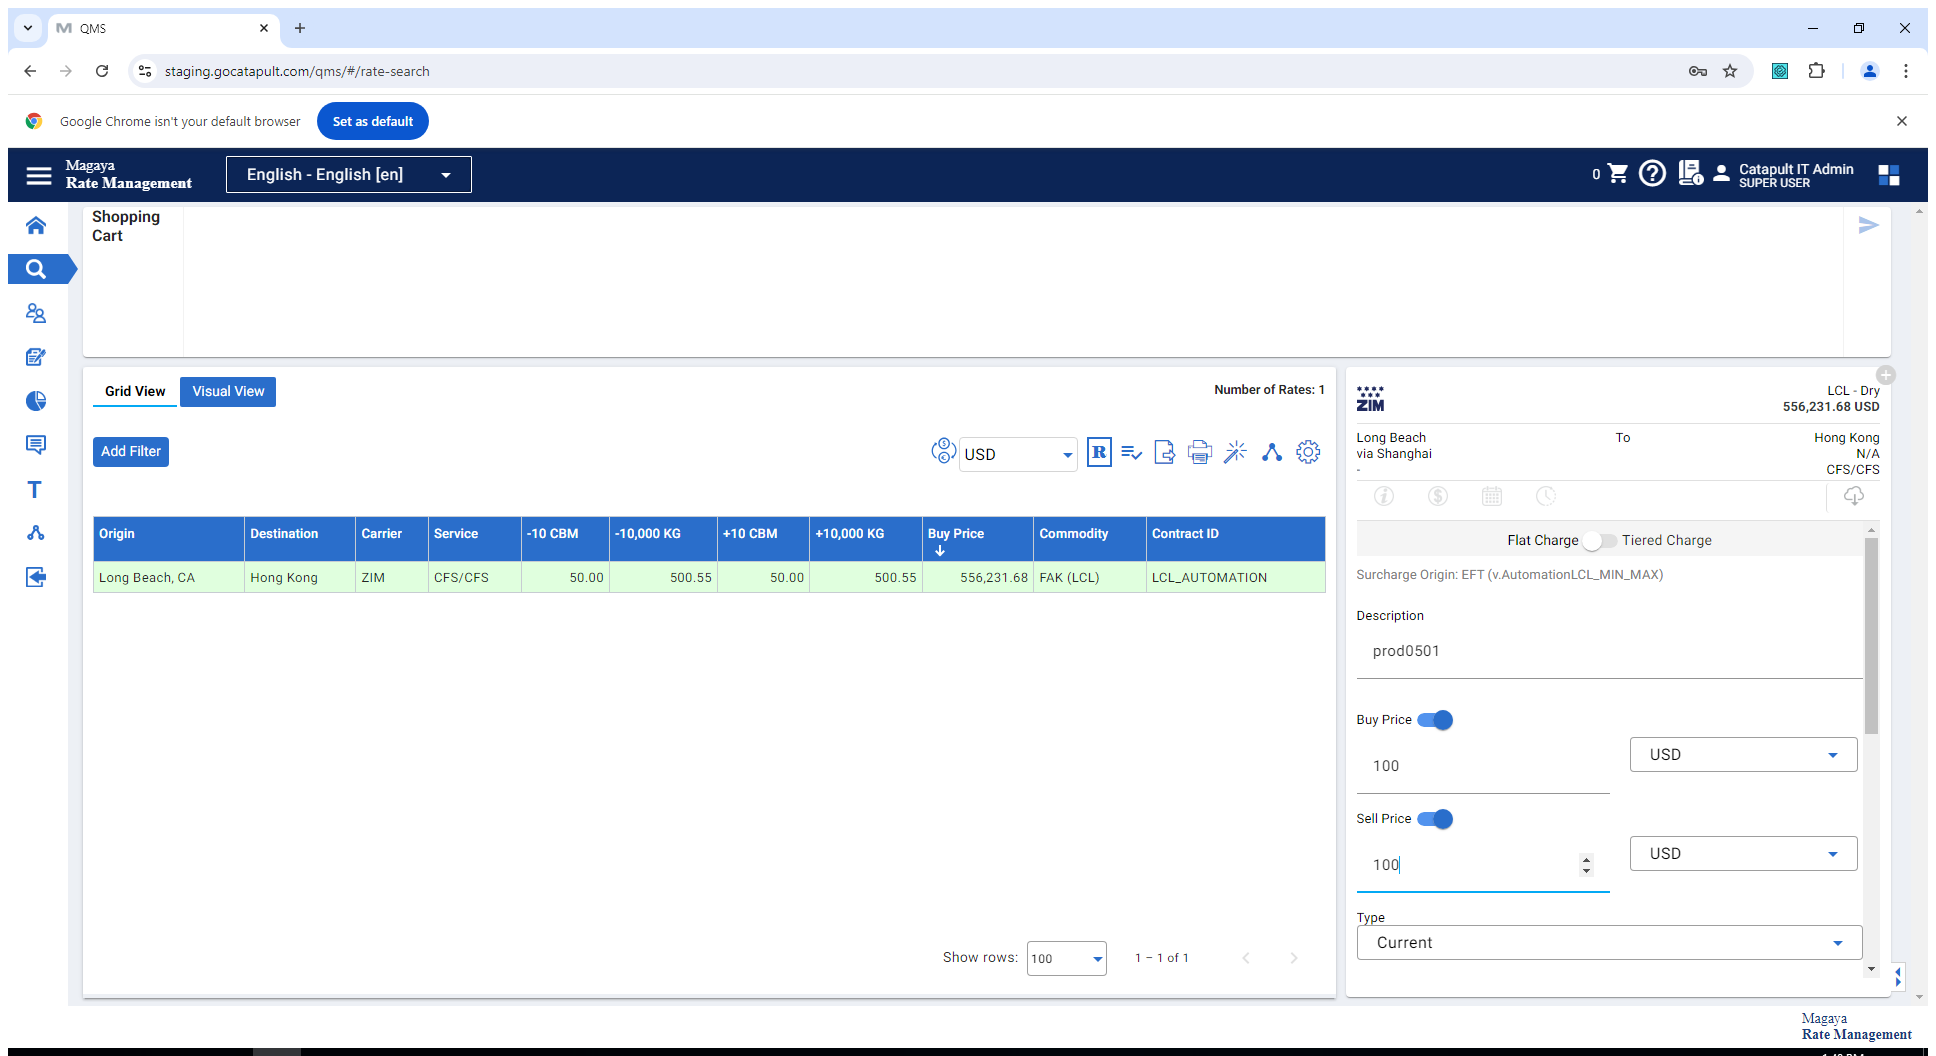 QMS
staging.gocatapult.com/qms/#/rate-search
Google Chrome isn't your default browser
Set as default
Magaya
Rate Management
English - English [en]
0
Catapult IT Admin
SUPER USER
Shopping
Cart
Grid View
Visual View
Number of Rates: 1
Add Filter
USD
R
Origin Destination Carrier Service -10 CBM -10,000 KG +10 CBM +10,000 KG Buy Price Commodity Contract ID
Long Beach, CA Hong Kong ZIM CFS/CFS 50.00 500.55 50.00 500.55 556,231.68 FAK (LCL) LCL_AUTOMATION
Show rows: 100 1 – 1 of 1
ZIM
LCL - Dry
556,231.68 USD
Long Beach To Hong Kong
via Shanghai N/A
- CFS/CFS
Flat Charge Tiered Charge
Surcharge Origin: EFT (v.AutomationLCL_MIN_MAX)
Description
prod0501
Buy Price
100 USD
Sell Price
100 USD
Type
Current
Magaya
Rate Management